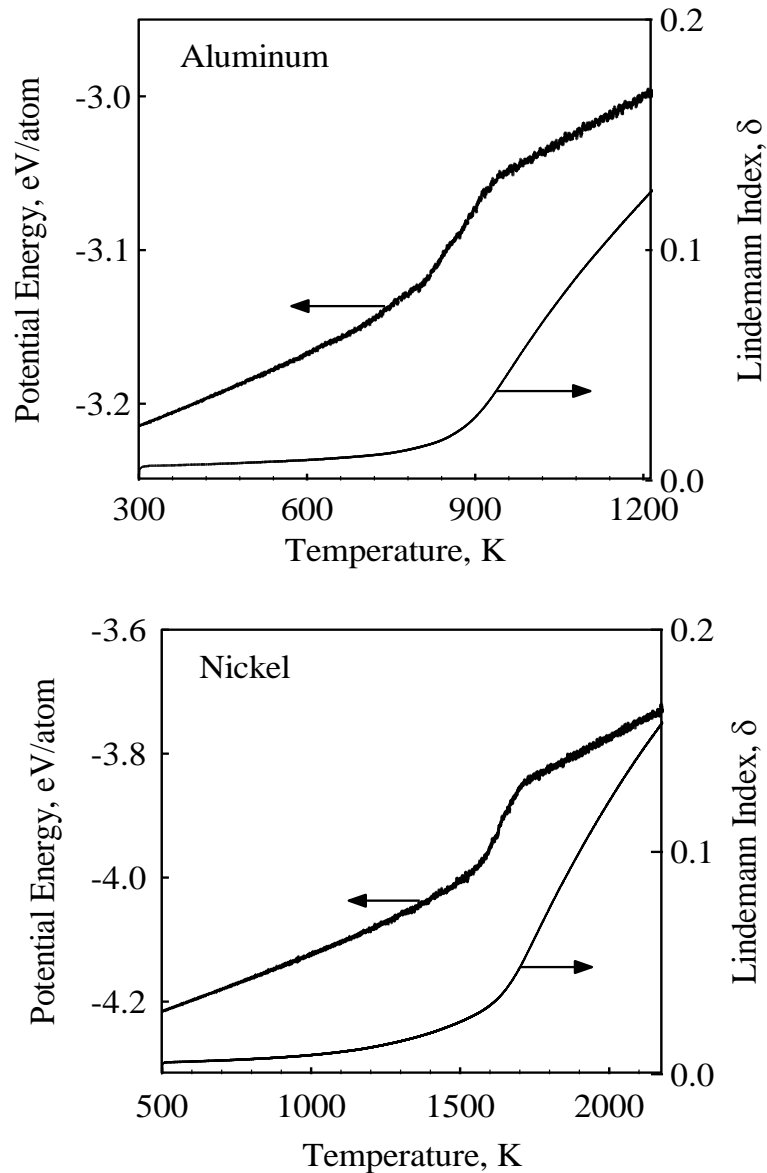 Aluminum
Potential Energy, eV/atom
-3.0
-3.1
-3.2
0.2
0.1
0.0
Lindemann Index, δ
300
600
900
1200
Temperature, K
Nickel
Potential Energy, eV/atom
-3.6
-3.8
-4.0
-4.2
0.2
0.1
0.0
Lindemann Index, δ
500
1000
1500
2000
Temperature, K